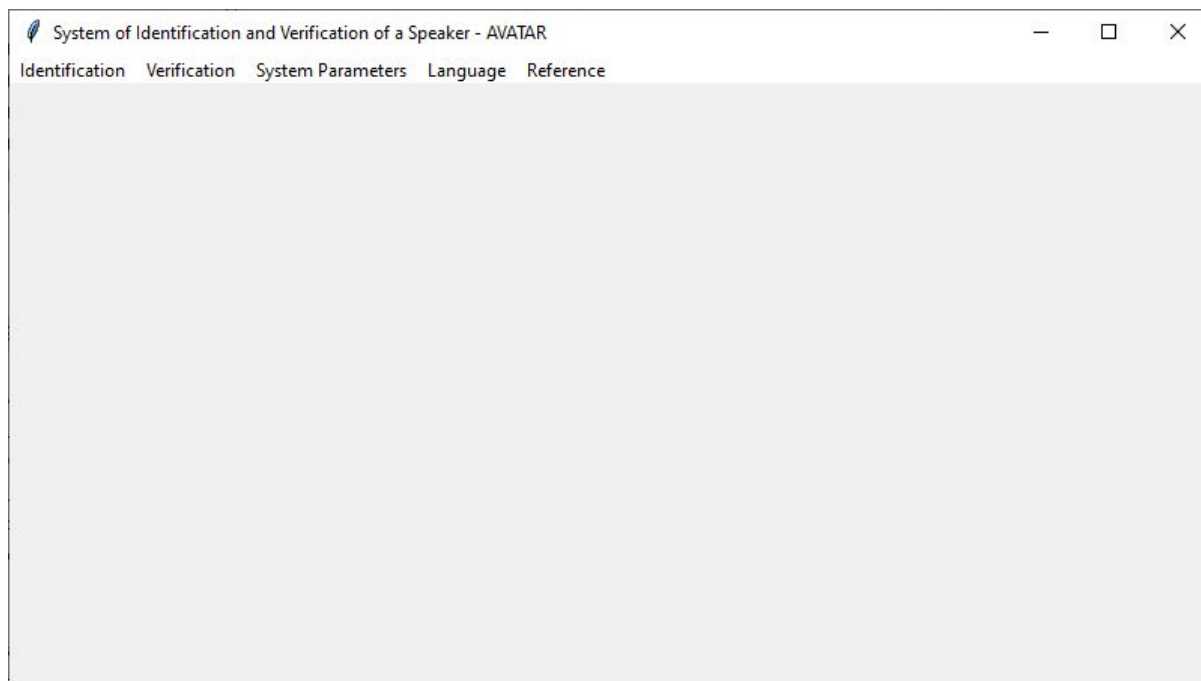 System of Identification and Verification of a Speaker - AVATAR
Identification Verification System Parameters Language Reference